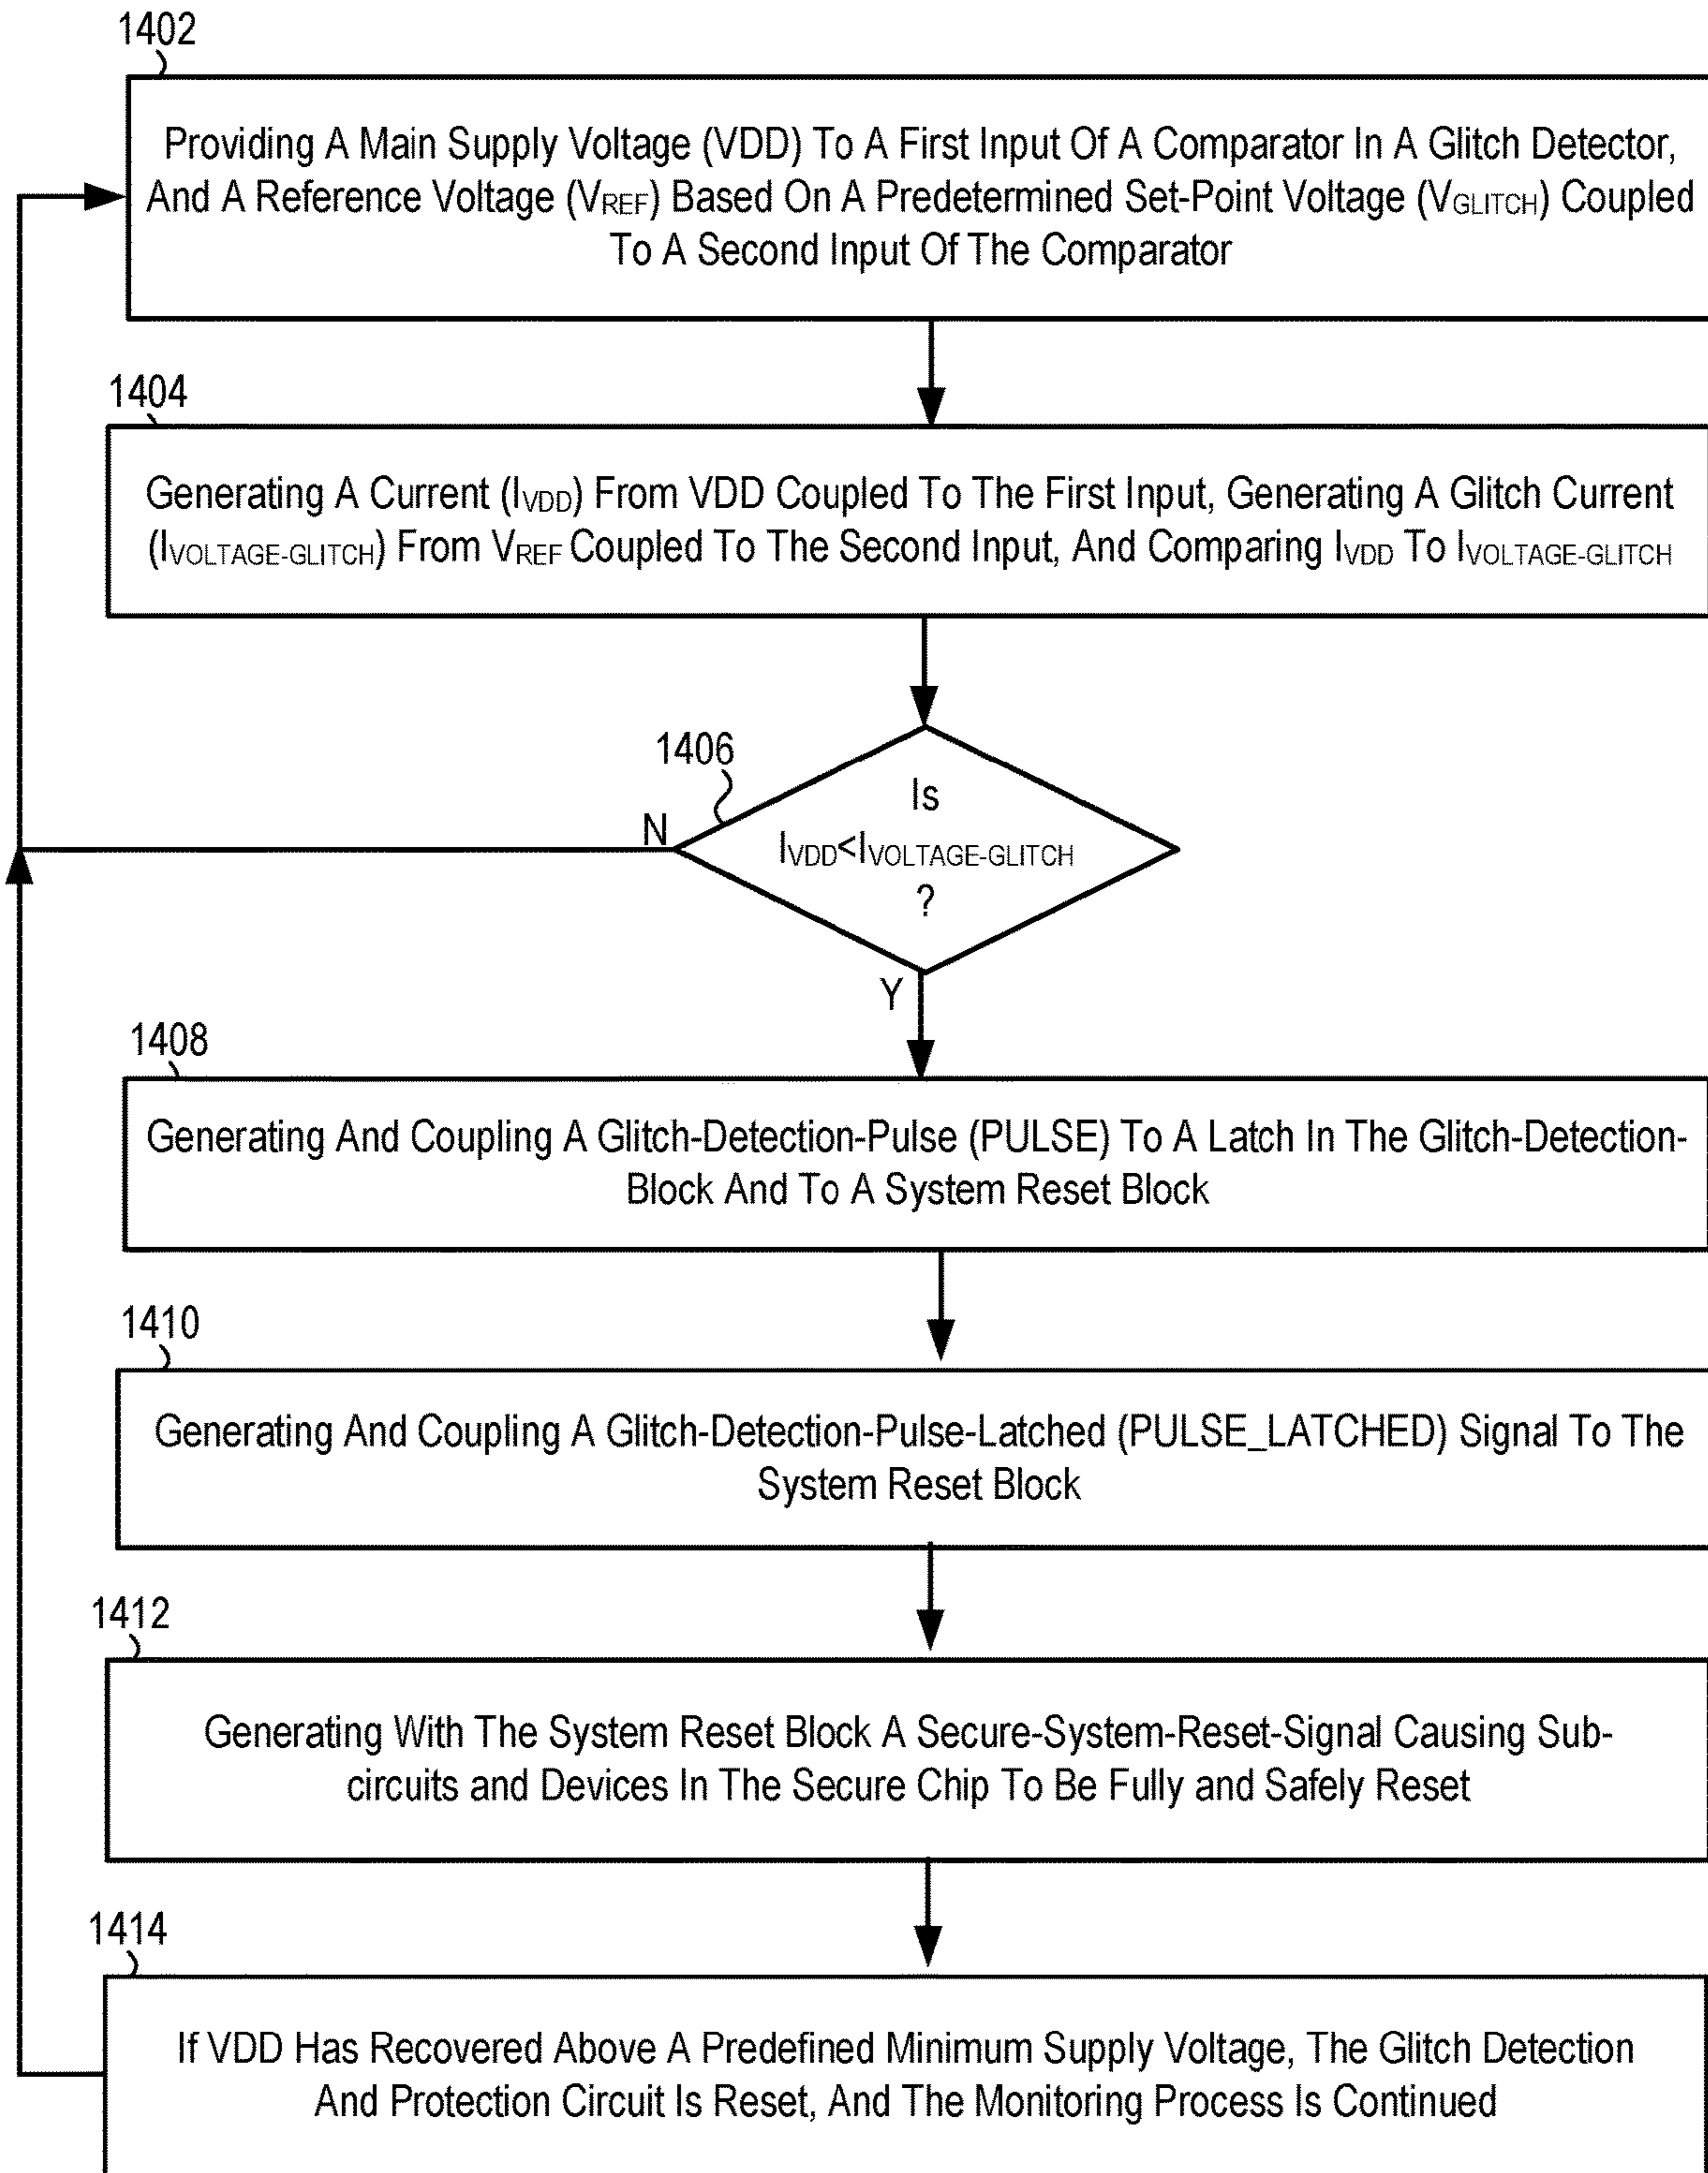 1402
Providing A Main Supply Voltage (VDD) To A First Input Of A Comparator In A Glitch Detector,
And A Reference Voltage (VREF) Based On A Predetermined Set-Point Voltage (VGLITCH) Coupled
To A Second Input Of The Comparator
1404
Generating A Current (IVDD) From VDD Coupled To The First Input, Generating A Glitch Current
(IVOLTAGE-GLITCH) From VREF Coupled To The Second Input, And Comparing IVDD To IVOLTAGE-GLITCH
1406
Is
IVDD<IVOLTAGE-GLITCH
?
N
Y
1408
Generating And Coupling A Glitch-Detection-Pulse (PULSE) To A Latch In The Glitch-Detection-
Block And To A System Reset Block
1410
Generating And Coupling A Glitch-Detection-Pulse-Latched (PULSE_LATCHED) Signal To The
System Reset Block
1412
Generating With The System Reset Block A Secure-System-Reset-Signal Causing Sub-
circuits and Devices In The Secure Chip To Be Fully and Safely Reset
1414
If VDD Has Recovered Above A Predefined Minimum Supply Voltage, The Glitch Detection
And Protection Circuit Is Reset, And The Monitoring Process Is Continued